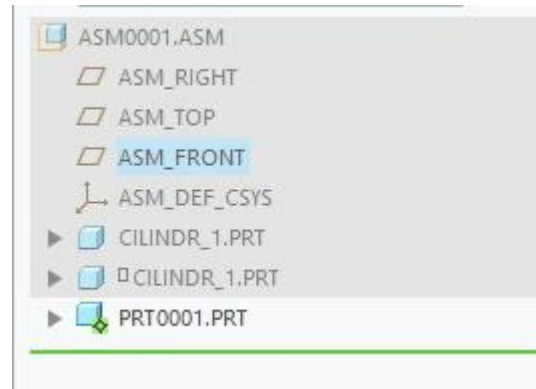 ASM0001.ASM
ASM_RIGHT
ASM_TOP
ASM_FRONT
ASM_DEF_CSYS
CILINDR_1.PRT
CILINDR_1.PRT
PRT0001.PRT